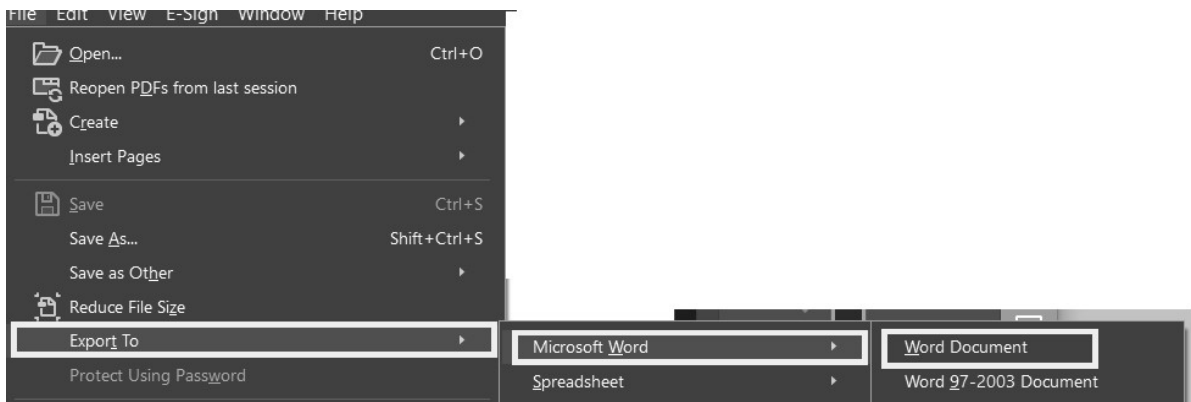 File Edit View E-Sign Window Help
Open... Ctrl+O
Reopen PDFs from last session
Create
Insert Pages
Save Ctrl+S
Save As... Shift+Ctrl+S
Save as Other
Reduce File Size
Export To
Protect Using Password
Microsoft Word
Spreadsheet
Word Document
Word 97-2003 Document